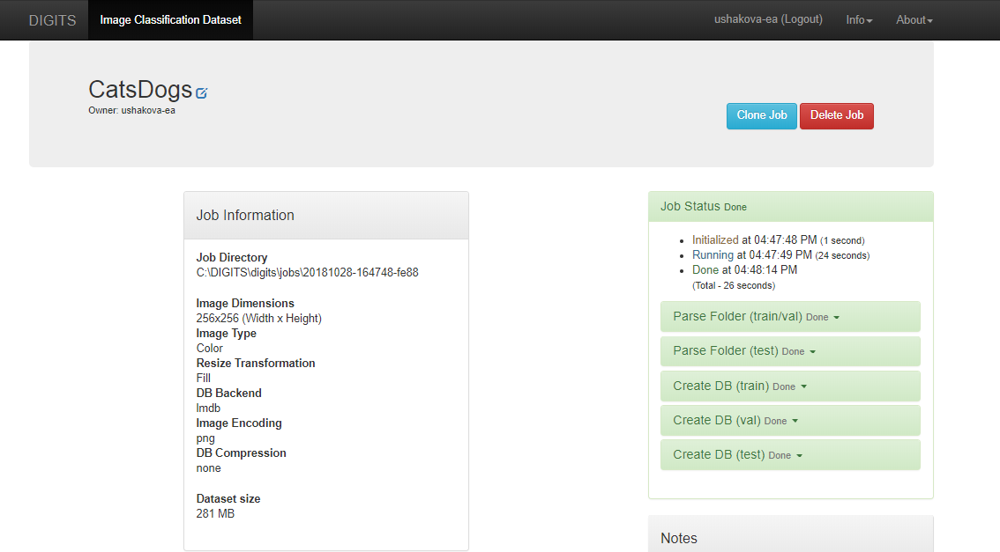 DIGITS Image Classification Dataset ushakova-ea (Logout) Info About
CatsDogs
Owner: ushakova-ea
Clone Job Delete Job
Job Information
Job Directory
C:\DIGITS\digits\jobs\20181028-164748-fe88
Image Dimensions
256x256 (Width x Height)
Image Type
Color
Resize Transformation
Fill
DB Backend
lmdb
Image Encoding
png
DB Compression
none
Dataset size
281 MB
Job Status Done
Initialized at 04:47:48 PM (1 second)
Running at 04:47:49 PM (24 seconds)
Done at 04:48:14 PM
(Total - 26 seconds)
Parse Folder (train/val) Done
Parse Folder (test) Done
Create DB (train) Done
Create DB (val) Done
Create DB (test) Done
Notes